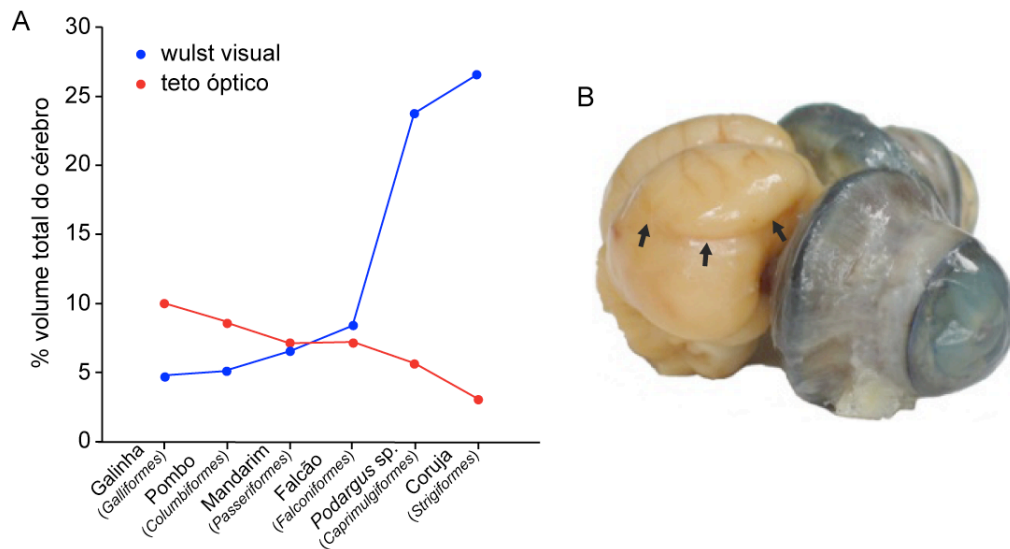 A
30
25
20
15
10
5
0
% volume total do cérebro
wulst visual
teto óptico
Galinha
(Galliformes)
Pombo
(Columbiformes)
Mandarim
(Passeriformes)
Falcão
(Falconiformes)
Podargus sp.
(Caprimulgiformes)
Coruja
(Strigiformes)
B